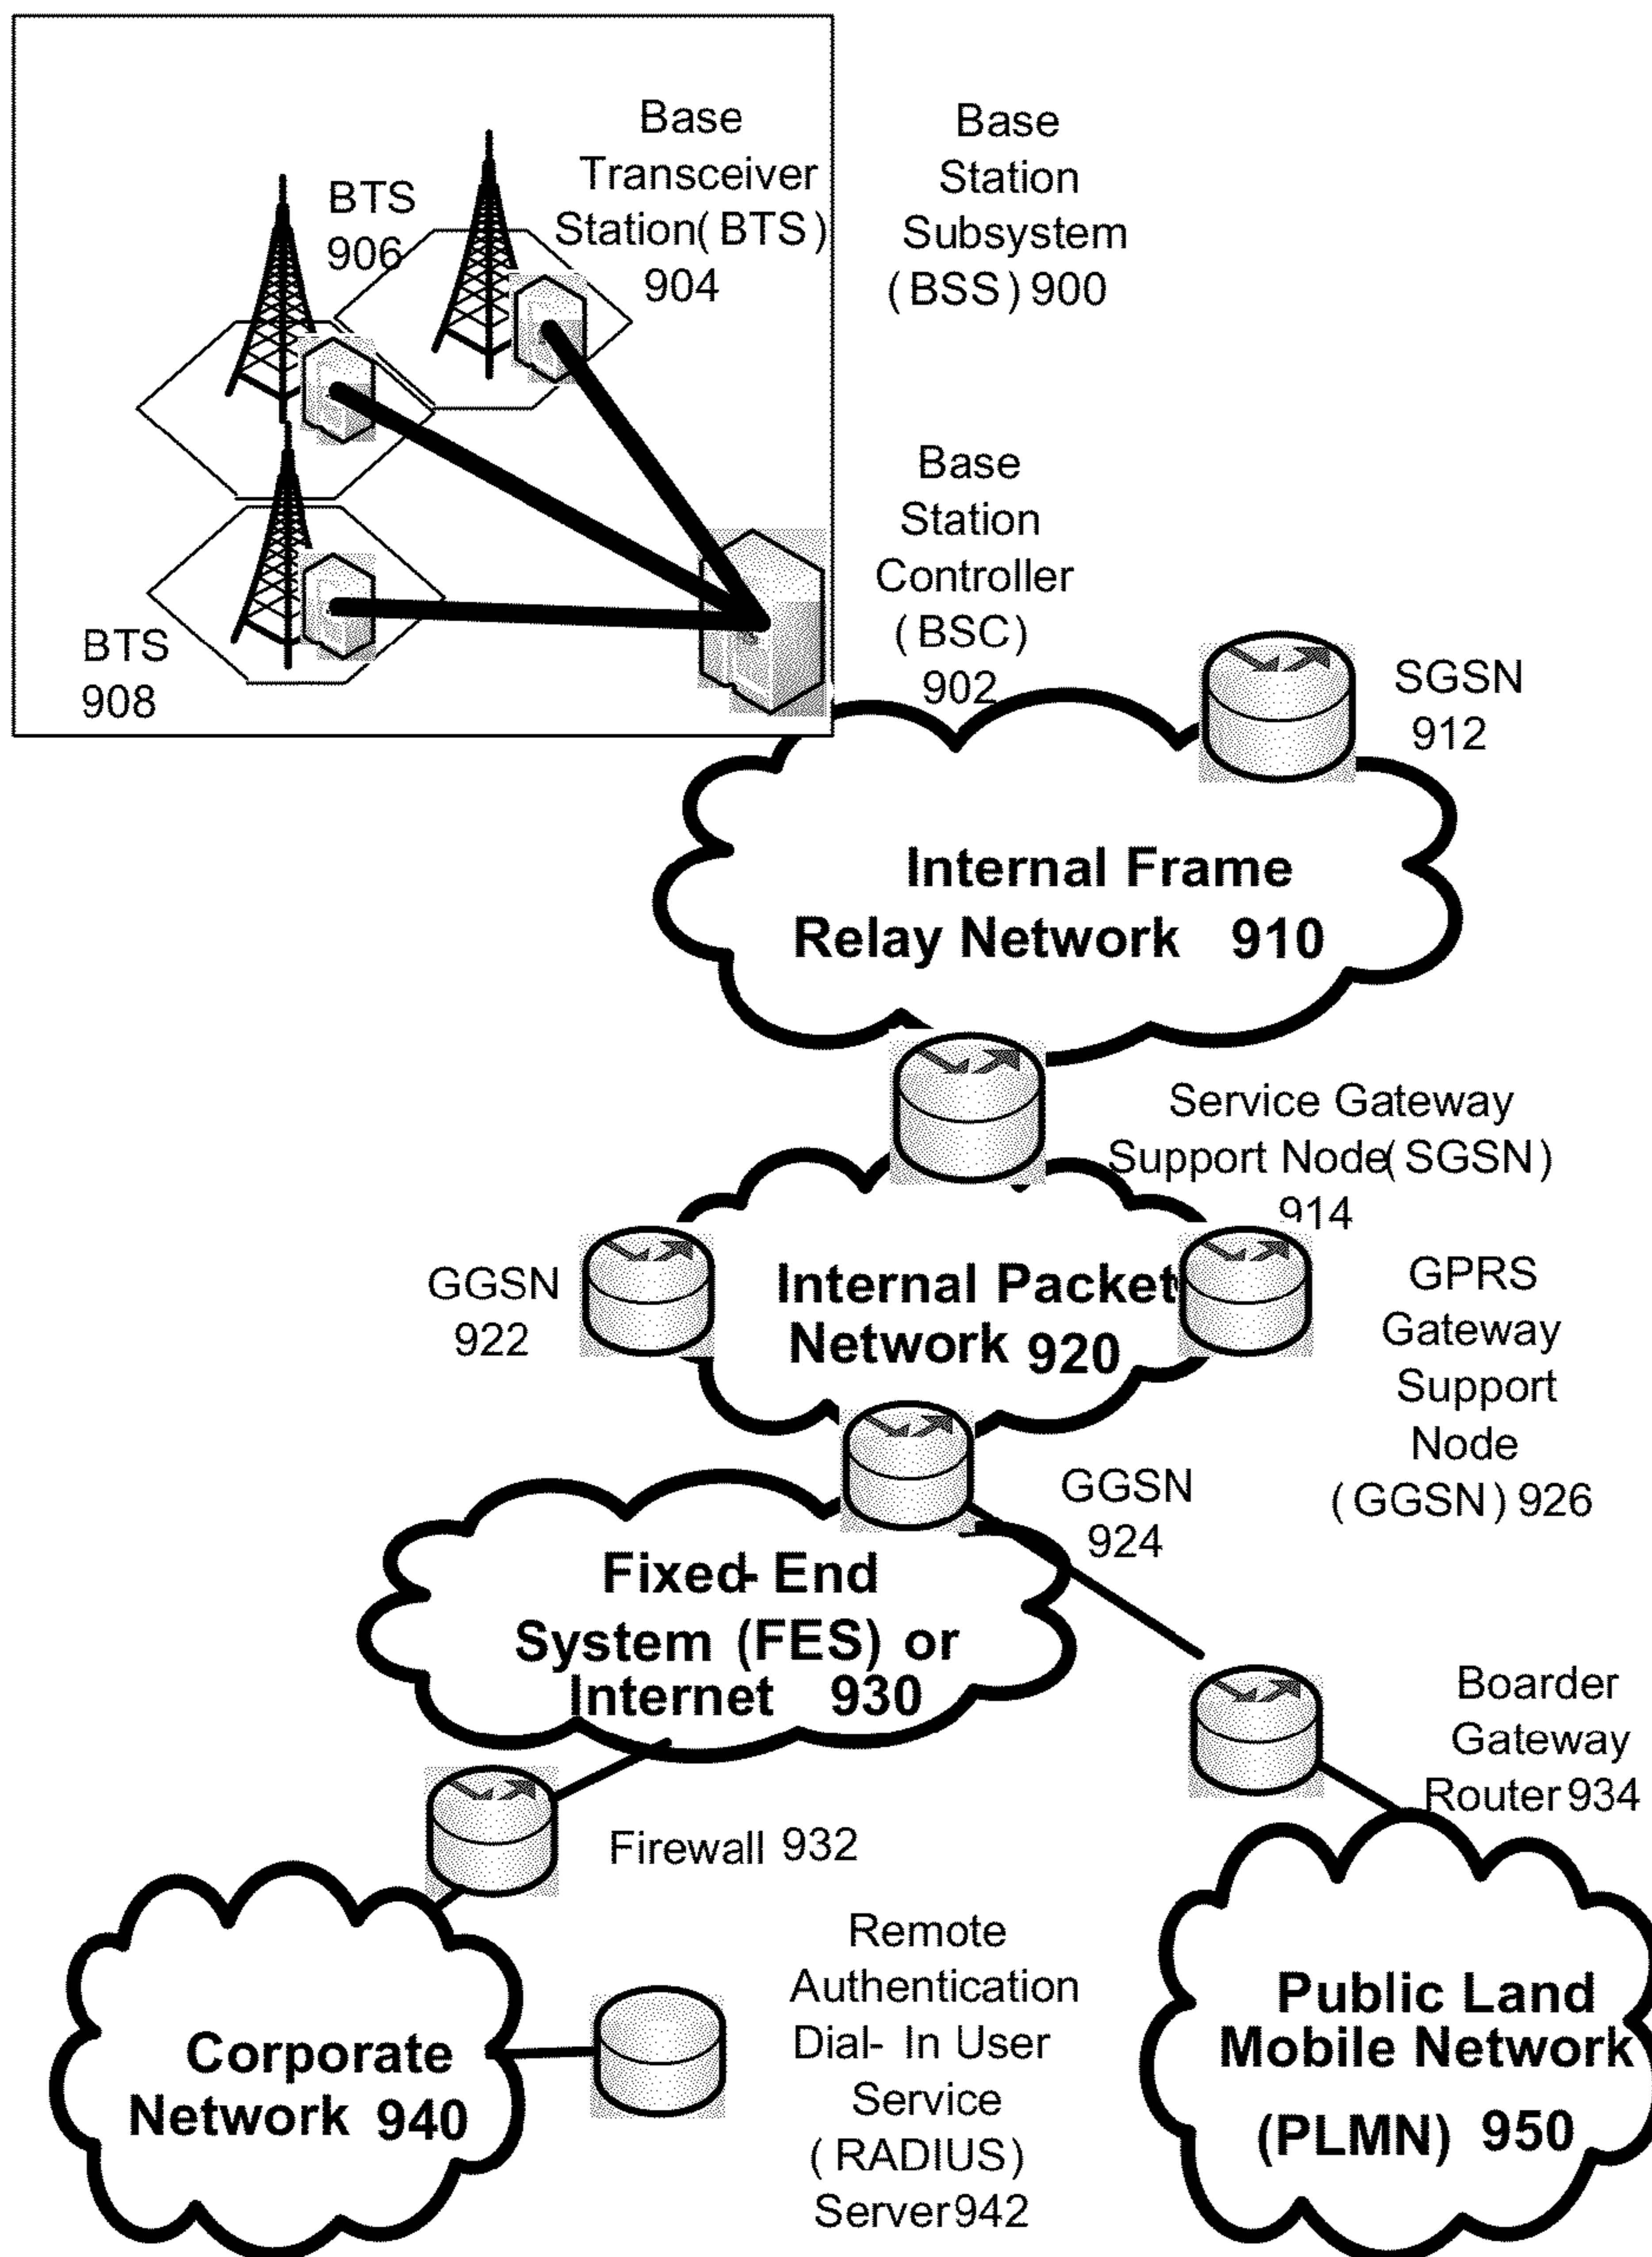 Base
Transceiver
Station(BTS)
904
BTS
906
Base
Station
Subsystem
(BSS) 900
Base
Station
Controller
(BSC)
902
BTS
908
SGSN
912
Internal Frame
Relay Network 910
Service Gateway
Support Node(SGSN)
914
GGSN
922
Internal Packet
Network 920
GPRS
Gateway
Support
Node
(GGSN) 926
GGSN
924
Fixed-End
System (FES) or
Internet 930
Boarder
Gateway
Router 934
Firewall 932
Remote
Authentication
Dial-In User
Service
(RADIUS)
Server 942
Corporate
Network 940
Public Land
Mobile Network
(PLMN) 950